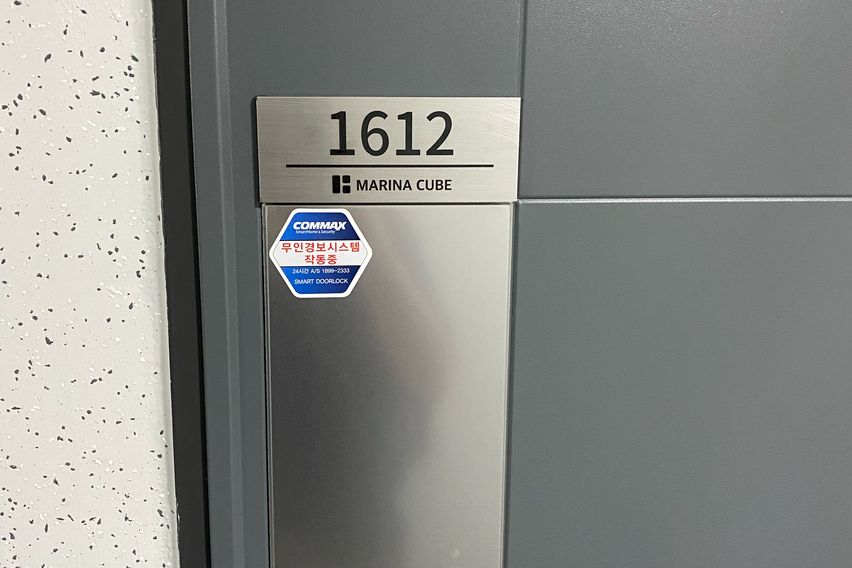 1612
MARINA CUBE
COMMAX
SmartHome & Security
무인경보시스템
작동중
24시간 A/S 1899-2333
SMART DOORLOCK